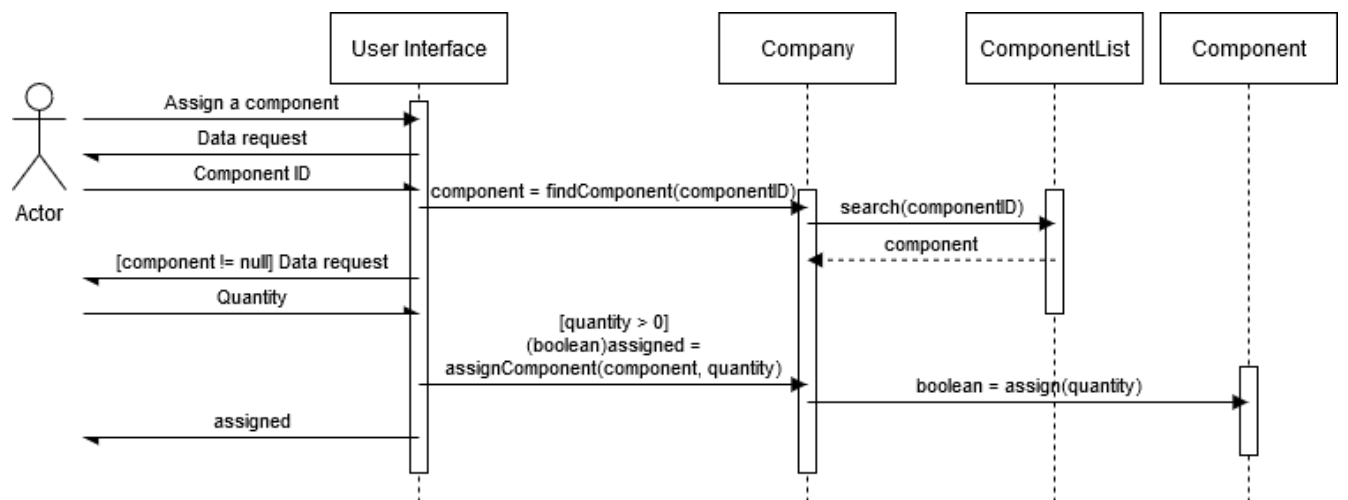 User Interface
Company
ComponentList
Component
Assign a component
Data request
Component ID
Actor
component = findComponent(componentID)
search(componentID)
component
[component != null] Data request
Quantity
[quantity > 0]
(boolean)assigned =
assignComponent(component, quantity)
boolean = assign(quantity)
assigned